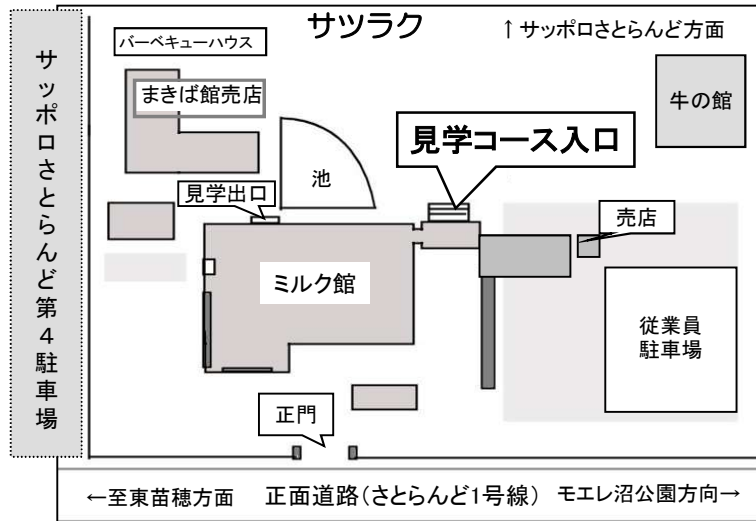 サツラク
↑サッポロさとらんど方面
バーベキューハウス
まきば館売店
牛の館
見学コース入口
池
見学出口
売店
ミルク館
従業員
駐車場
サッポロさとらんど第4駐車場
正門
←至東苗穂方面
正面道路(さとらんど1号線)
モエレ沼公園方向→